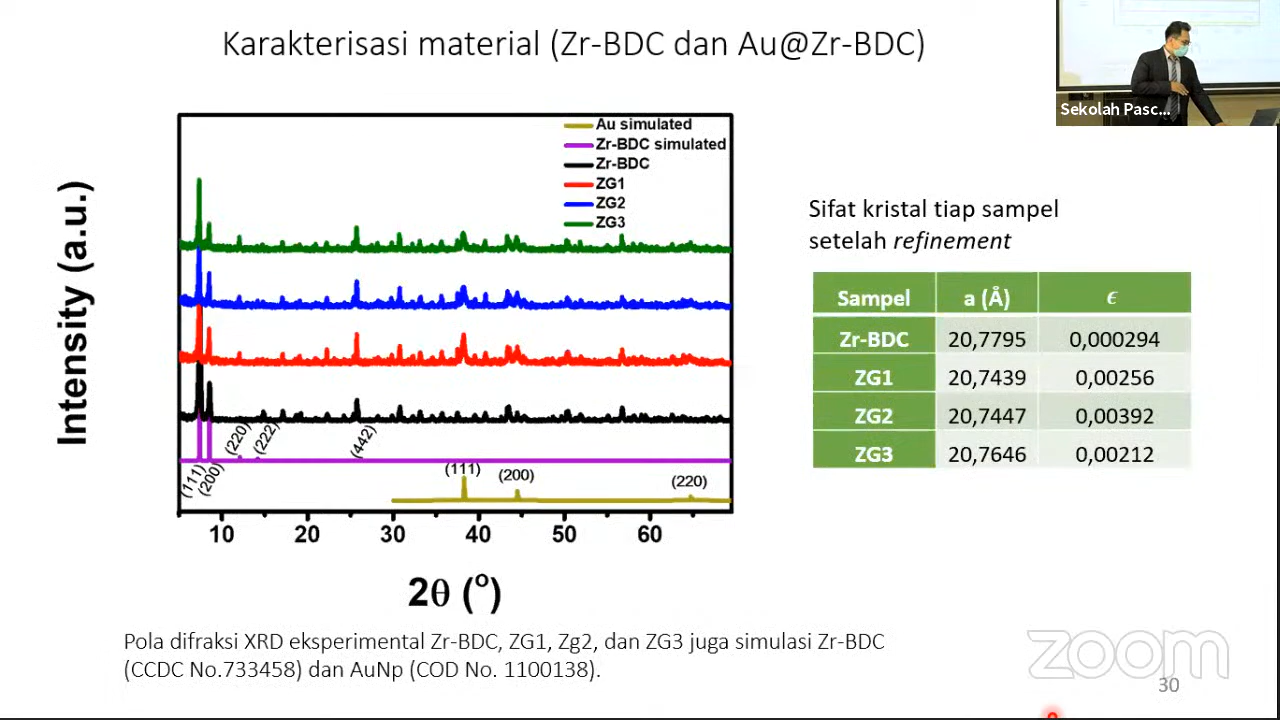 Karakterisasi material (Zr-BDC dan Au@Zr-BDC)
Sekolah Pasc...
Intensity (a.u.)
Au simulated
Zr-BDC simulated
Zr-BDC
ZG1
ZG2
ZG3
(111)
(200)
(220)
(222)
(442)
(111)
(200)
(220)
10 20 30 40 50 60
2θ (°)
Sifat kristal tiap sampel
setelah refinement
Sampel a (Å) ϵ
Zr-BDC 20,7795 0,000294
ZG1 20,7439 0,00256
ZG2 20,7447 0,00392
ZG3 20,7646 0,00212
Pola difraksi XRD eksperimental Zr-BDC, ZG1, Zg2, dan ZG3 juga simulasi Zr-BDC
(CCDC No.733458) dan AuNp (COD No. 1100138).
zoom
30